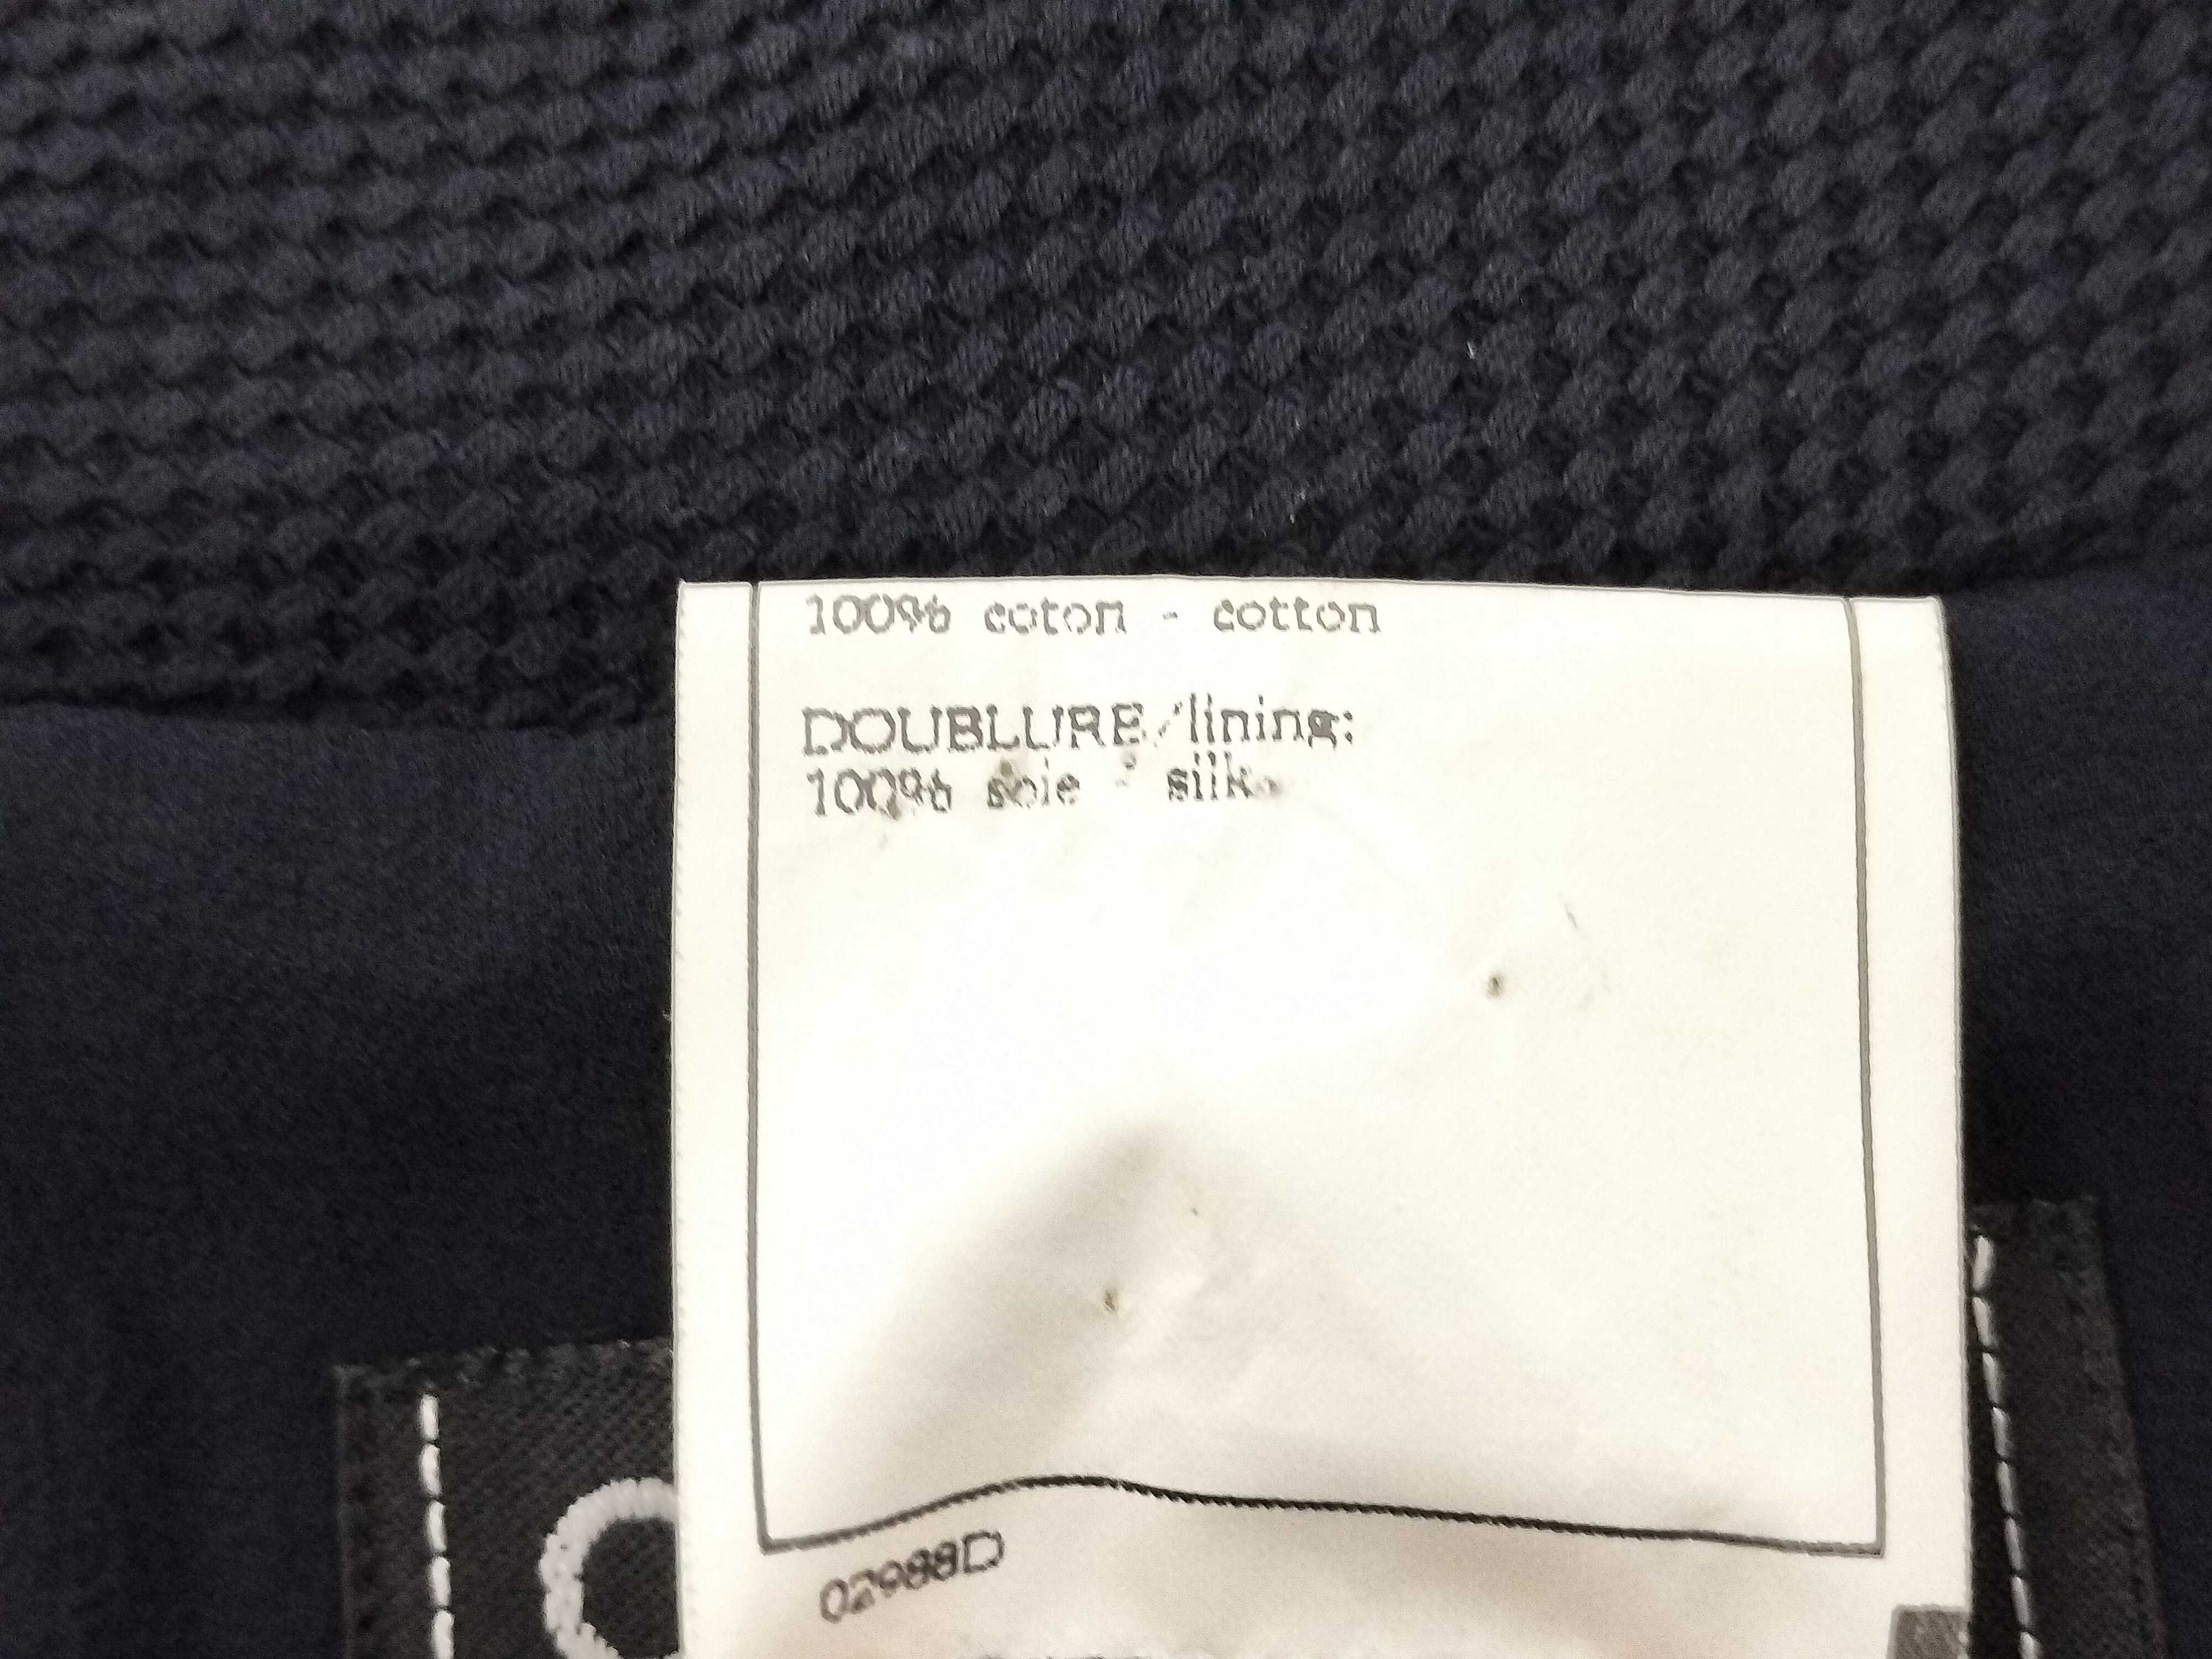 100% coton - cotton
DOUBLURE/lining:
100% soie - silk
02988D